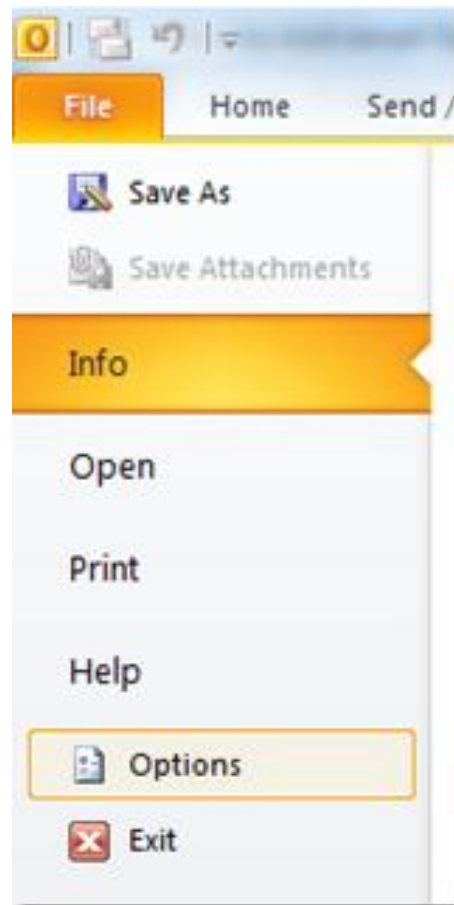 File Home Send /
Save As
Save Attachments
Info
Open
Print
Help
Options
Exit